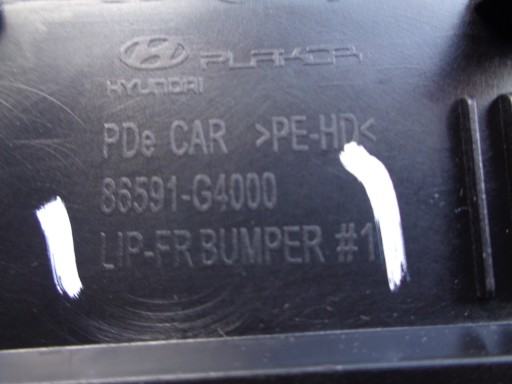 HYUNDAI PLAKOR
PDe CAR >PE-HD<
86591-G4000
LIP-FR BUMPER #1